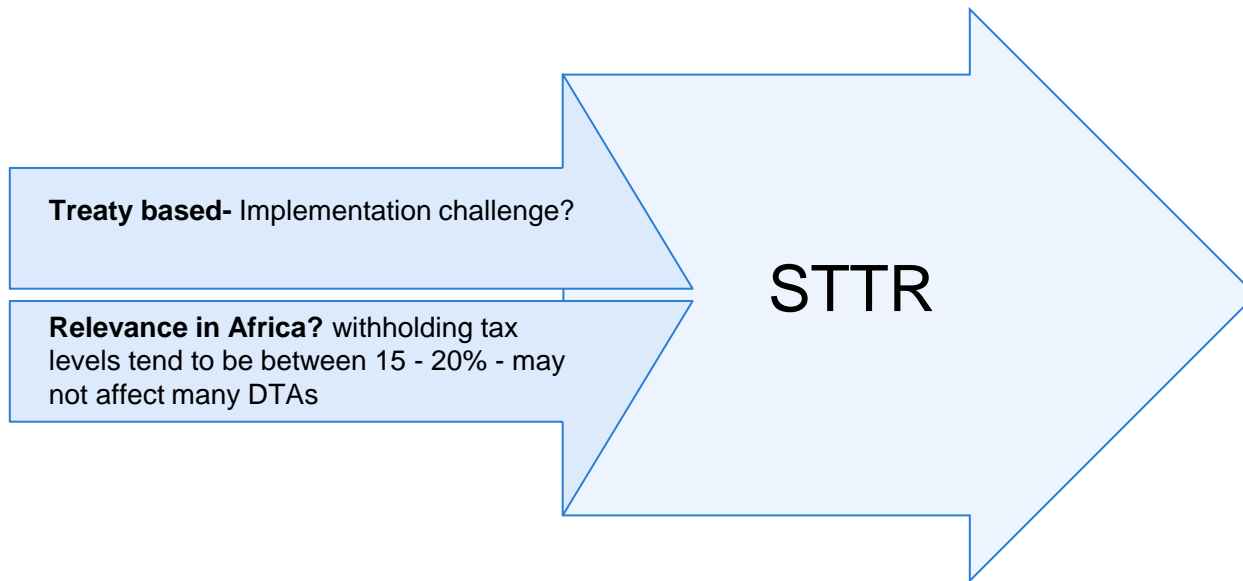 Treaty based- Implementation challenge?
STTR
Relevance in Africa? withholding tax
levels tend to be between 15 - 20% - may
not affect many DTAs